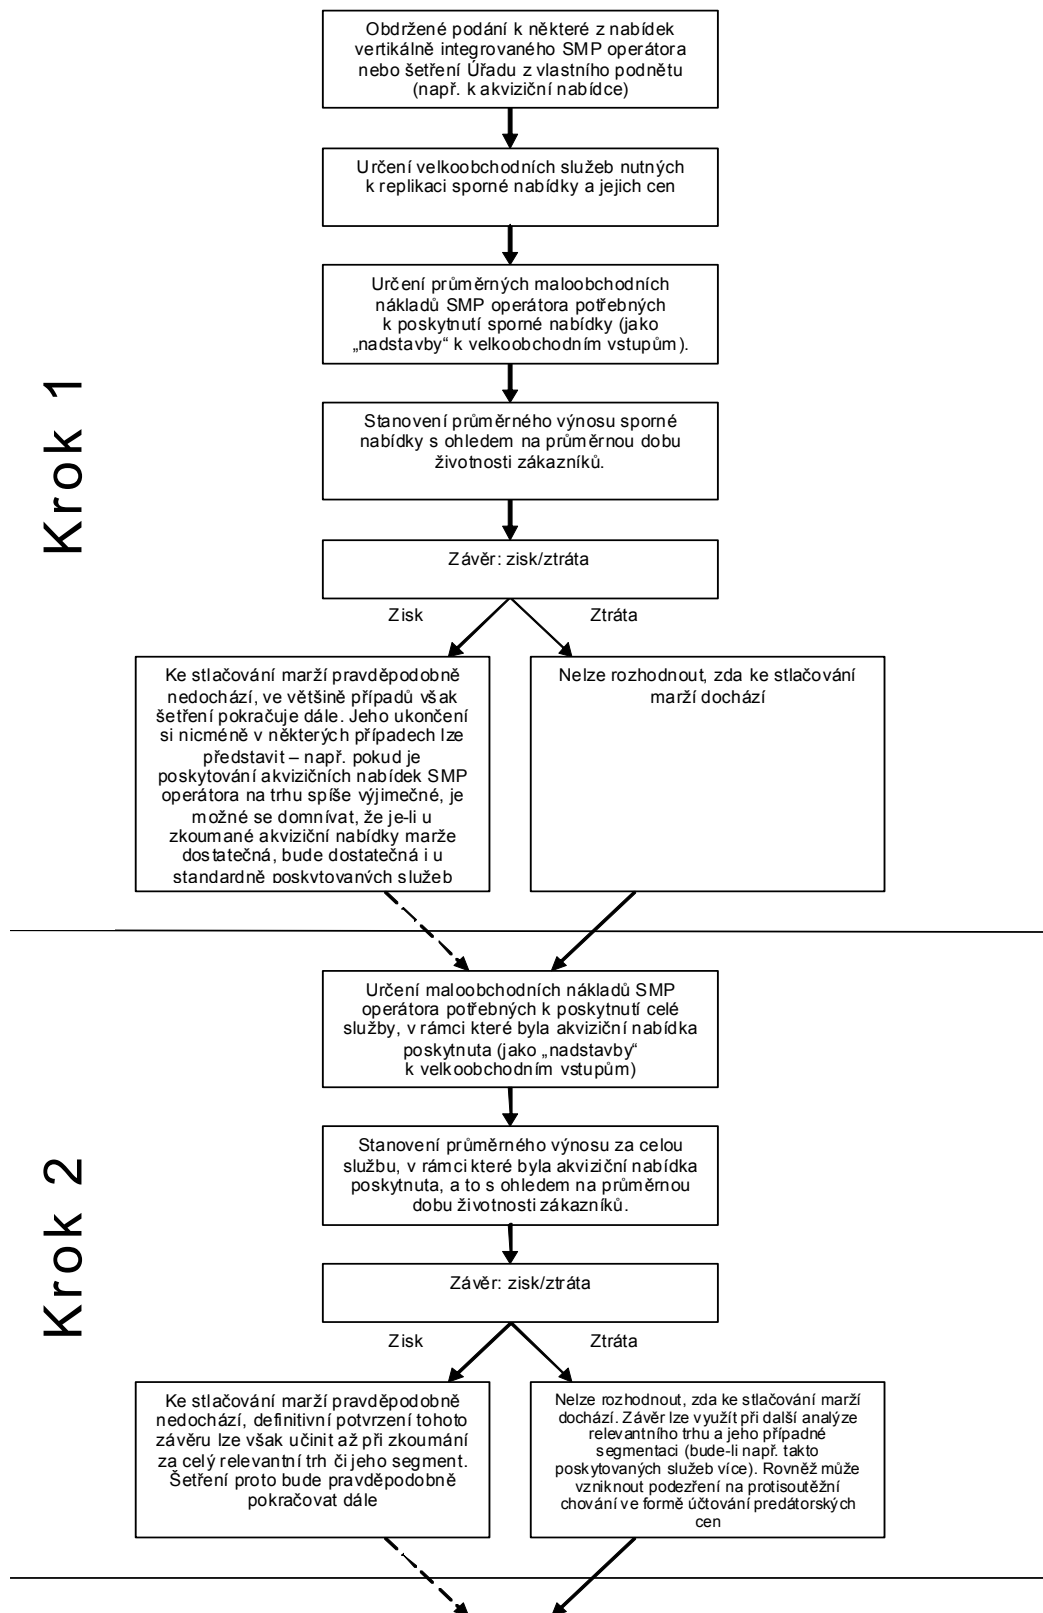 Krok 1
Obdržené podání k některé z nabídek
vertikálně integrovaného SMP operátora
nebo šetření Úřadu z vlastního podnětu
(např. k akviziční nabídce)
Určení velkoobchodních služeb nutných
k replikaci sporné nabídky a jejich cen
Určení průměrných maloobchodních
nákladů SMP operátora potřebných
k poskytnutí sporné nabídky (jako
„nadstavby“ k velkoobchodním vstupům).
Stanovení průměrného výnosu sporné
nabídky s ohledem na průměrnou dobu
životnosti zákazníků.
Závěr: zisk/ztráta
Zisk
Ztráta
Ke stlačování marží pravděpodobně
nedochází, ve většině případů však
šetření pokračuje dále. Jeho ukončení
si nicméně v některých případech lze
představit – např. pokud je
poskytování akvizičních nabídek SMP
operátora na trhu spíše výjimečné, je
možné se domnívat, že je-li u
zkoumané akviziční nabídky marže
dostatečná, bude dostatečná i u
standardně poskytovaných služeb
Nelze rozhodnout, zda ke stlačování
marží dochází
Krok 2
Určení maloobchodních nákladů SMP
operátora potřebných k poskytnutí celé
služby, v rámci které byla akviziční nabídka
poskytnuta (jako „nadstavby“
k velkoobchodním vstupům)
Stanovení průměrného výnosu za celou
službu, v rámci které byla akviziční nabídka
poskytnuta, a to s ohledem na průměrnou
dobu životnosti zákazníků.
Závěr: zisk/ztráta
Zisk
Ztráta
Ke stlačování marží pravděpodobně
nedochází, definitivní potvrzení tohoto
závěru lze však učinit až při zkoumání
za celý relevantní trh či jeho segment.
Šetření proto bude pravděpodobně
pokračovat dále
Nelze rozhodnout, zda ke stlačování marží
dochází. Závěr lze využít při další analýze
relevantního trhu a jeho případné
segmentaci (bude-li např. takto
poskytovaných služeb více). Rovněž může
vzniknout podezření na protisoutěžní
chování ve formě účtování predátorských
cen